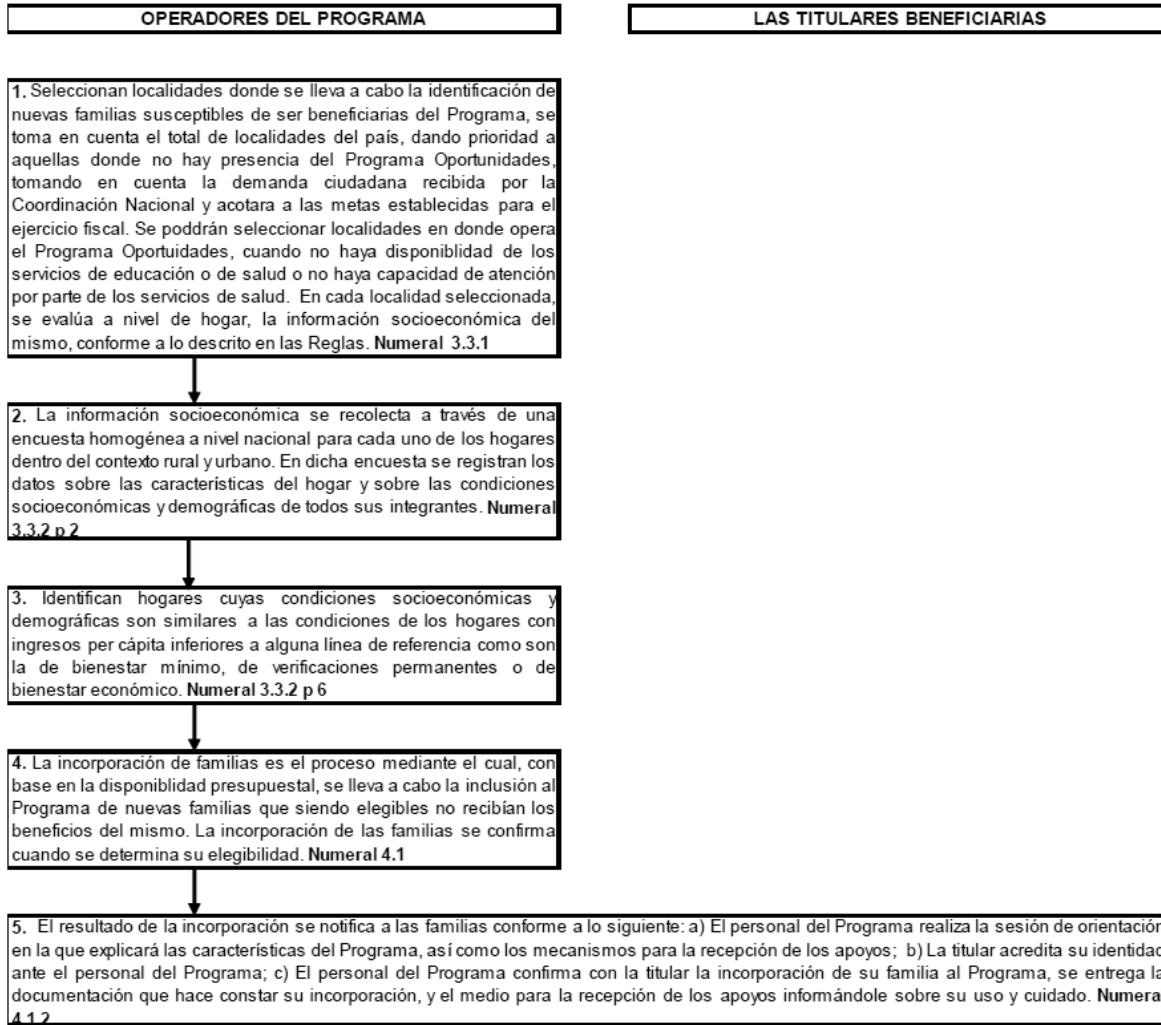 OPERADORES DEL PROGRAMA
LAS TITULARES BENEFICIARIAS
1. Seleccionan localidades donde se lleva a cabo la identificación de
nuevas familias susceptibles de ser beneficiarias del Programa, se
toma en cuenta el total de localidades del país, dando prioridad a
aquellas donde no hay presencia del Programa Oportunidades,
tomando en cuenta la demanda ciudadana recibida por la
Coordinación Nacional y acotara a las metas establecidas para el
ejercicio fiscal. Se poddrán seleccionar localidades en donde opera
el Programa Oportuidades, cuando no haya disponiblidad de los
servicios de educación o de salud o no haya capacidad de atención
por parte de los servicios de salud. En cada localidad seleccionada,
se evalúa a nivel de hogar, la información socioeconómica del
mismo, conforme a lo descrito en las Reglas. Numeral 3.3.1
2. La información socioeconómica se recolecta a través de una
encuesta homogénea a nivel nacional para cada uno de los hogares
dentro del contexto rural y urbano. En dicha encuesta se registran los
datos sobre las características del hogar y sobre las condiciones
socioeconómicas y demográficas de todos sus integrantes. Numeral
3.3.2 p 2
3. Identifican hogares cuyas condiciones socioeconómicas y
demográficas son similares a las condiciones de los hogares con
ingresos per cápita inferiores a alguna línea de referencia como son
la de bienestar mínimo, de verificaciones permanentes o de
bienestar económico. Numeral 3.3.2 p 6
4. La incorporación de familias es el proceso mediante el cual, con
base en la disponiblidad presupuestal, se lleva a cabo la inclusión al
Programa de nuevas familias que siendo elegibles no recibían los
beneficios del mismo. La incorporación de las familias se confirma
cuando se determina su elegibilidad. Numeral 4.1
5. El resultado de la incorporación se notifica a las familias conforme a lo siguiente: a) El personal del Programa realiza la sesión de orientación
en la que explicará las características del Programa, así como los mecanismos para la recepción de los apoyos; b) La titular acredita su identidad
ante el personal del Programa; c) El personal del Programa confirma con la titular la incorporación de su familia al Programa, se entrega la
documentación que hace constar su incorporación, y el medio para la recepción de los apoyos informándole sobre su uso y cuidado. Numera
4.1.2